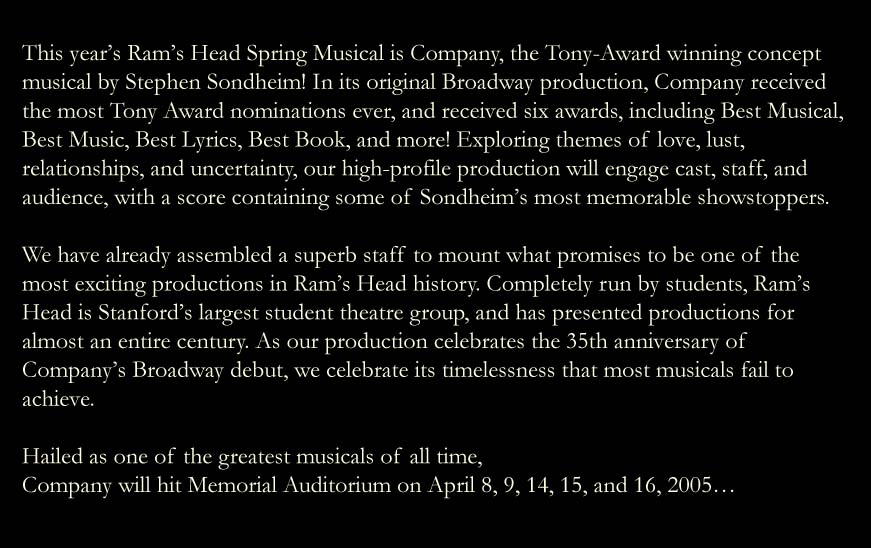 This year’s Ram’s Head Spring Musical is Company, the Tony-Award winning concept
musical by Stephen Sondheim! In its original Broadway production, Company received
the most Tony Award nominations ever, and received six awards, including Best Musical,
Best Music, Best Lyrics, Best Book, and more! Exploring themes of love, lust,
relationships, and uncertainty, our high-profile production will engage cast, staff, and
audience, with a score containing some of Sondheim’s most memorable showstoppers.
We have already assembled a superb staff to mount what promises to be one of the
most exciting productions in Ram’s Head history. Completely run by students, Ram’s
Head is Stanford’s largest student theatre group, and has presented productions for
almost an entire century. As our production celebrates the 35th anniversary of
Company’s Broadway debut, we celebrate its timelessness that most musicals fail to
achieve.
Hailed as one of the greatest musicals of all time,
Company will hit Memorial Auditorium on April 8, 9, 14, 15, and 16, 2005…